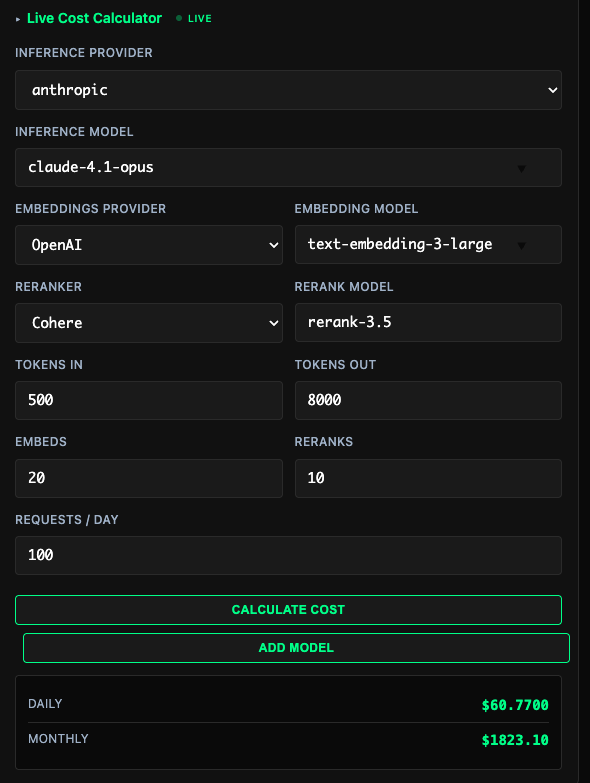 Live Cost Calculator LIVE
INFERENCE PROVIDER
anthropic
INFERENCE MODEL
claude-4.1-opus
EMBEDDINGS PROVIDER EMBEDDING MODEL
OpenAI text-embedding-3-large
RERANKER RERANK MODEL
Cohere rerank-3.5
TOKENS IN TOKENS OUT
500 8000
EMBEDS RERANKS
20 10
REQUESTS / DAY
100
CALCULATE COST
ADD MODEL
DAILY $60.7700
MONTHLY $1823.10